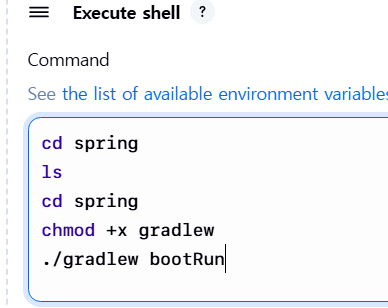 Execute shell ?
Command
See the list of available environment variables
cd spring
ls
cd spring
chmod +x gradlew
./gradlew bootRun